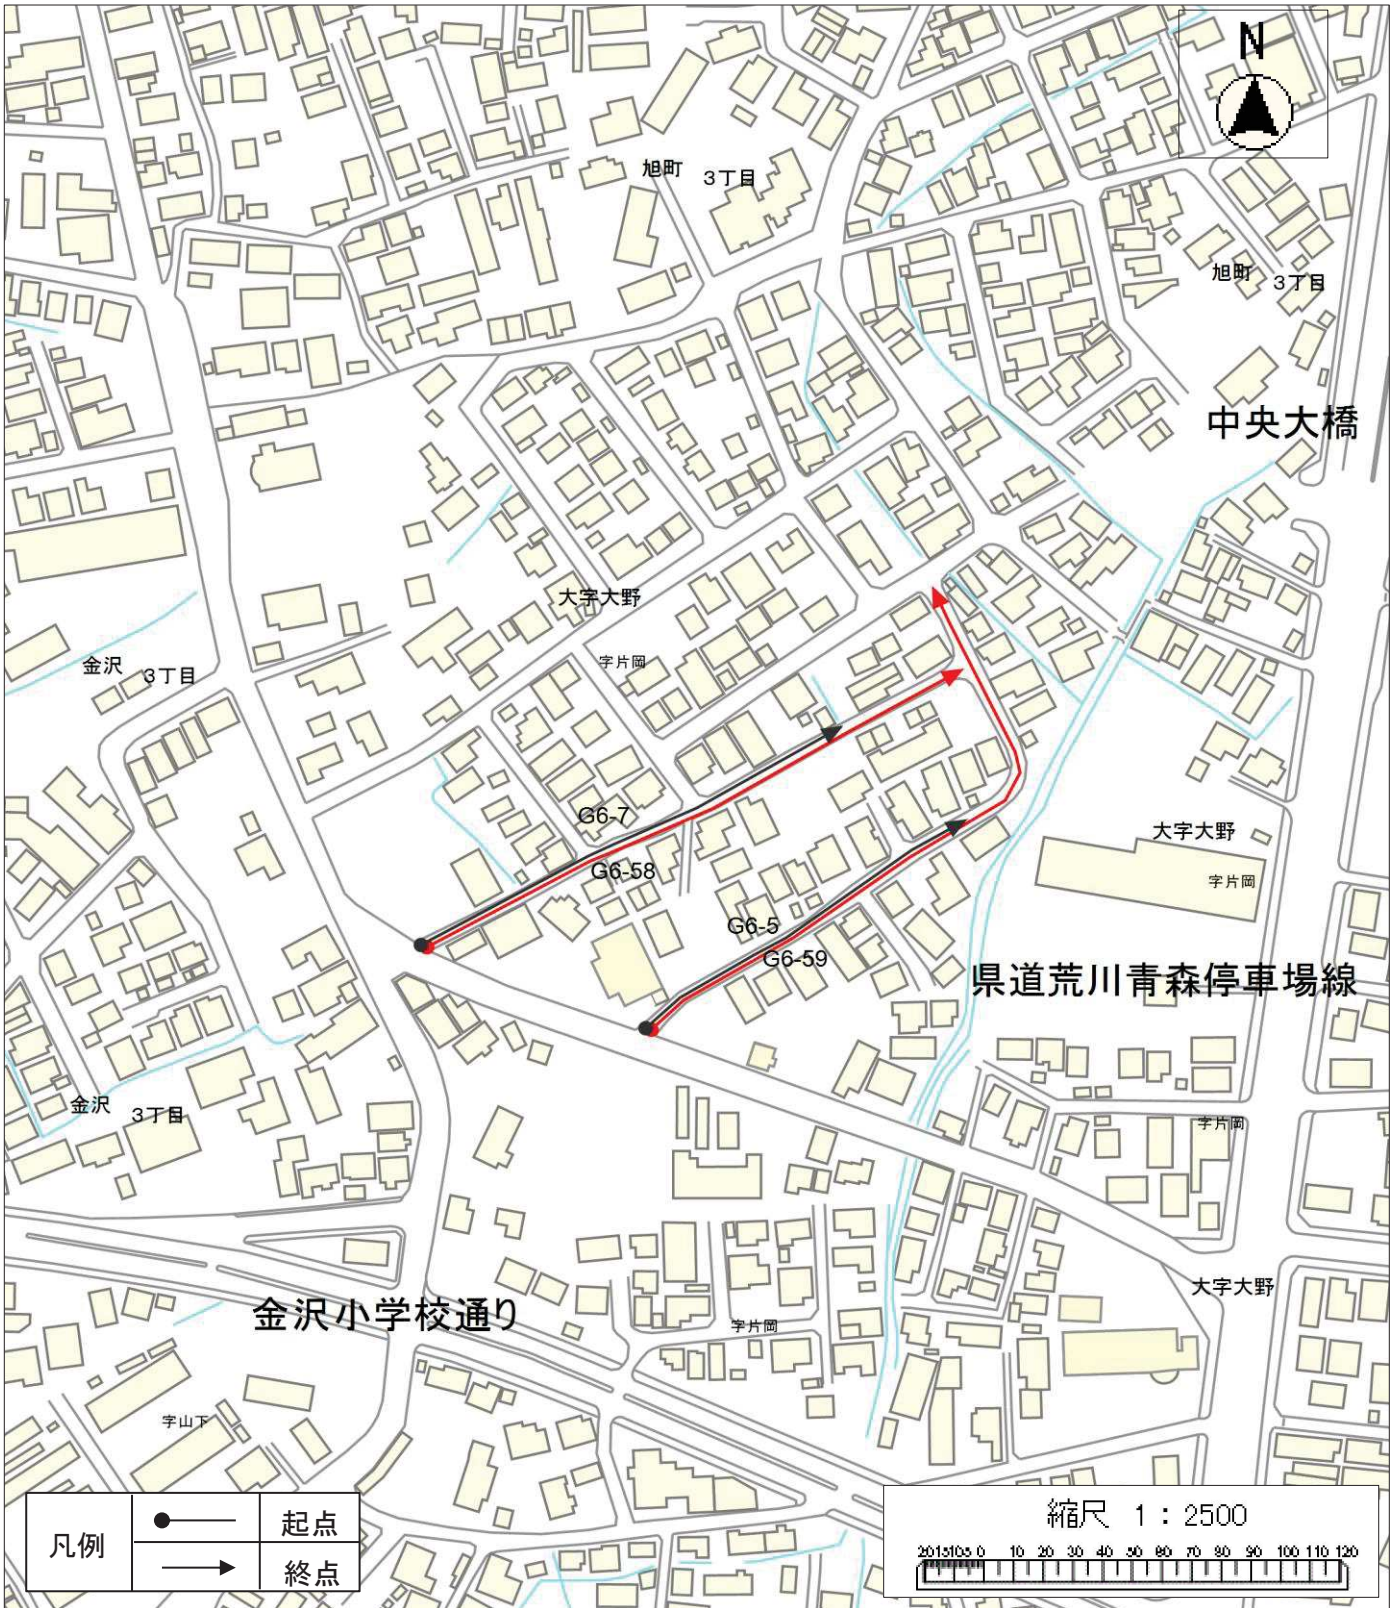 N
旭町 3丁目
旭町 3丁目
中央大橋
大字大野
字片岡
金沢 3丁目
G6-7
G6-58
大字大野
字片岡
G6-5
G6-59
県道荒川青森停車場線
金沢 3丁目
字片岡
大字大野
金沢小学校通り
字片岡
字山下
凡例
起点
終点
縮尺 1:2500
20 15 10 5 0 10 20 30 40 50 60 70 80 90 100 110 120